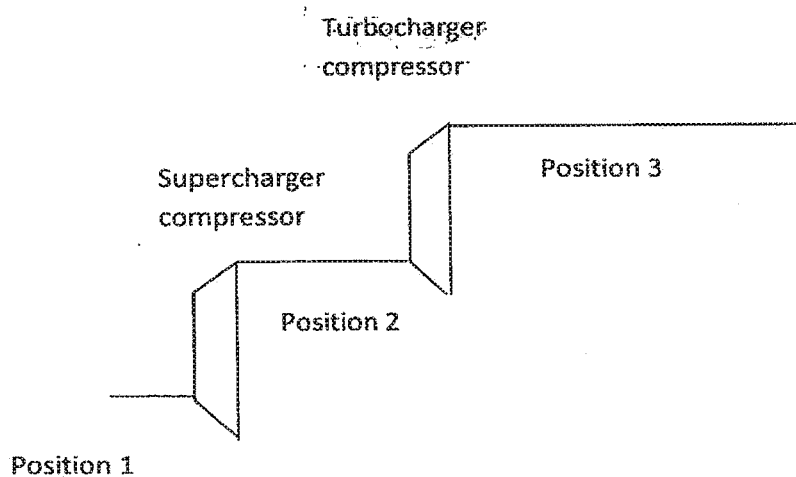 Turbocharger
compressor
Supercharger
compressor
Position 3
Position 2
Position 1